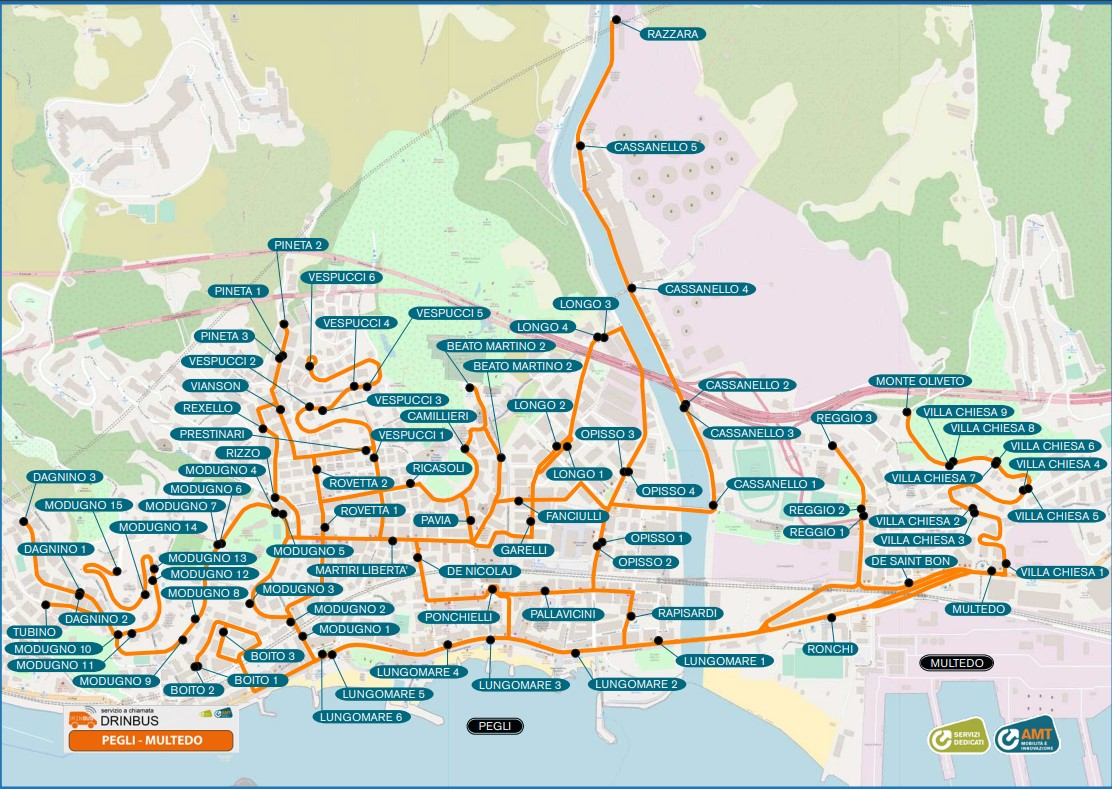 RAZZARA
CASSANELLO 5
PINETA 2
VESPUCCI 6
CASSANELLO 4
PINETA 1
LONGO 3
VESPUCCI 5
VESPUCCI 4
LONGO 4
PINETA 3
BEATO MARTINO 2
VESPUCCI 2
BEATO MARTINO 2
MONTE OLIVETO
VIANSON
CASSANELLO 2
VESPUCCI 3
REXELLO
LONGO 2
VILLA CHIESA 9
CAMILLIERI
REGGIO 3
VILLA CHIESA 8
PRESTINARI
VESPUCCI 1
OPISSO 3
CASSANELLO 3
VILLA CHIESA 6
RIZZO
VILLA CHIESA 4
MODUGNO 4
RICASOLI
LONGO 1
DAGNINO 3
VILLA CHIESA 7
ROVETTA 2
CASSANELLO 1
MODUGNO 6
OPISSO 4
MODUGNO 15
MODUGNO 7
ROVETTA 1
REGGIO 2
FANCIULLI
VILLA CHIESA 5
PAVIA
VILLA CHIESA 2
MODUGNO 14
REGGIO 1
OPISSO 1
VILLA CHIESA 3
DAGNINO 1
MODUGNO 5
GARELLI
MODUGNO 13
OPISSO 2
DE SAINT BON
MARTIRI LIBERTA'
DE NICOLAJ
MODUGNO 12
VILLA CHIESA 1
MODUGNO 3
MODUGNO 8
MODUGNO 2
MULTEDO
RAPISARDI
PALLAVICINI
PONCHIELLI
DAGNINO 2
MODUGNO 1
TUBINO
MODUGNO 10
RONCHI
BOITO 3
LUNGOMARE 1
MODUGNO 11
LUNGOMARE 4
MODUGNO 9
BOITO 1
LUNGOMARE 3
LUNGOMARE 2
BOITO 2
LUNGOMARE 5
LUNGOMARE 6
MULTEDO
PEGLI
servizio a chiamata
DRINBUS
DRINBUS
PEGLI - MULTEDO
SERVIZI
DEDICATI
AMT
MOBILITÀ E
INNOVAZIONE